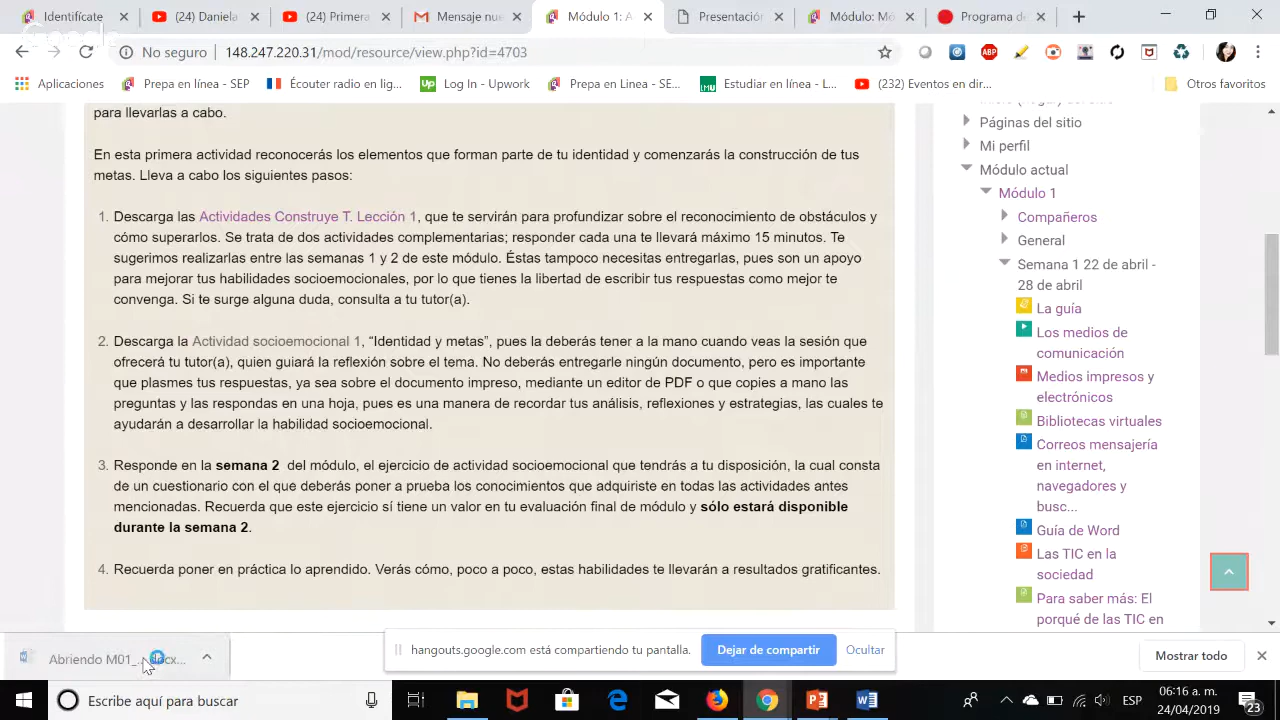 Identifícate
(24) Daniela
(24) Primera
Mensaje nue
Módulo 1: A
Presentación
Módulo: Mó
Programa de
No seguro
148.247.220.31/mod/resource/view.php?id=4703
Aplicaciones
Prepa en línea - SEP
Écouter radio en lig...
Log In - Upwork
Prepa en Linea - SE...
Estudiar en línea - L...
(232) Eventos en dir...
Otros favoritos
para llevarlas a cabo.
En esta primera actividad reconocerás los elementos que forman parte de tu identidad y comenzarás la construcción de tus
metas. Lleva a cabo los siguientes pasos:
1. Descarga las Actividades Construye T. Lección 1, que te servirán para profundizar sobre el reconocimiento de obstáculos y
cómo superarlos. Se trata de dos actividades complementarias; responder cada una te llevará máximo 15 minutos. Te
sugerimos realizarlas entre las semanas 1 y 2 de este módulo. Éstas tampoco necesitas entregarlas, pues son un apoyo
para mejorar tus habilidades socioemocionales, por lo que tienes la libertad de escribir tus respuestas como mejor te
convenga. Si te surge alguna duda, consulta a tu tutor(a).
2. Descarga la Actividad socioemocional 1, “Identidad y metas”, pues la deberás tener a la mano cuando veas la sesión que
ofrecerá tu tutor(a), quien guiará la reflexión sobre el tema. No deberás entregarle ningún documento, pero es importante
que plasmes tus respuestas, ya sea sobre el documento impreso, mediante un editor de PDF o que copies a mano las
preguntas y las respondas en una hoja, pues es una manera de recordar tus análisis, reflexiones y estrategias, las cuales te
ayudarán a desarrollar la habilidad socioemocional.
3. Responde en la semana 2 del módulo, el ejercicio de actividad socioemocional que tendrás a tu disposición, la cual consta
de un cuestionario con el que deberás poner a prueba los conocimientos que adquiriste en todas las actividades antes
mencionadas. Recuerda que este ejercicio sí tiene un valor en tu evaluación final de módulo y sólo estará disponible
durante la semana 2.
4. Recuerda poner en práctica lo aprendido. Verás cómo, poco a poco, estas habilidades te llevarán a resultados gratificantes.
Páginas del sitio
Mi perfil
Módulo actual
Módulo 1
Compañeros
General
Semana 1 22 de abril -
28 de abril
La guía
Los medios de
comunicación
Medios impresos y
electrónicos
Bibliotecas virtuales
Correos mensajería
en internet,
navegadores y
busc...
Guía de Word
Las TIC en la
sociedad
Para saber más: El
porqué de las TIC en
Abriendo M01_...docx...
hangouts.google.com está compartiendo tu pantalla.
Dejar de compartir
Ocultar
Mostrar todo
Escribe aquí para buscar
ESP
06:16 a. m.
24/04/2019
23